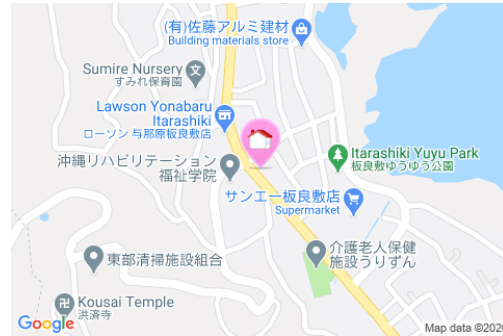 (有)佐藤アルミ建材
Building materials store
Sumire Nursery
すみれ保育園
Lawson Yonabaru
Itarashiki
ローソン 与那原板良敷店
沖縄リハビリテーション
福祉学院
Itarashiki Yuyu Park
板良敷ゆうゆう公園
サンエー板良敷店
Supermarket
東部清掃施設組合
介護老人保健
施設うりずん
Kousai Temple
洪済寺
Google
Map data ©202